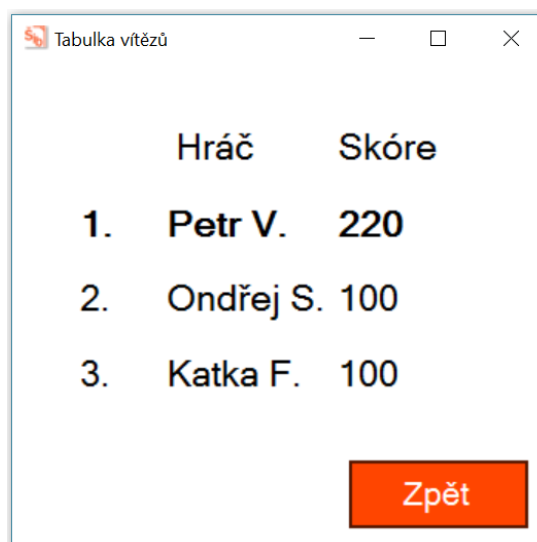 Tabulka vítězů
Hráč Skóre
1. Petr V. 220
2. Ondřej S. 100
3. Katka F. 100
Zpět